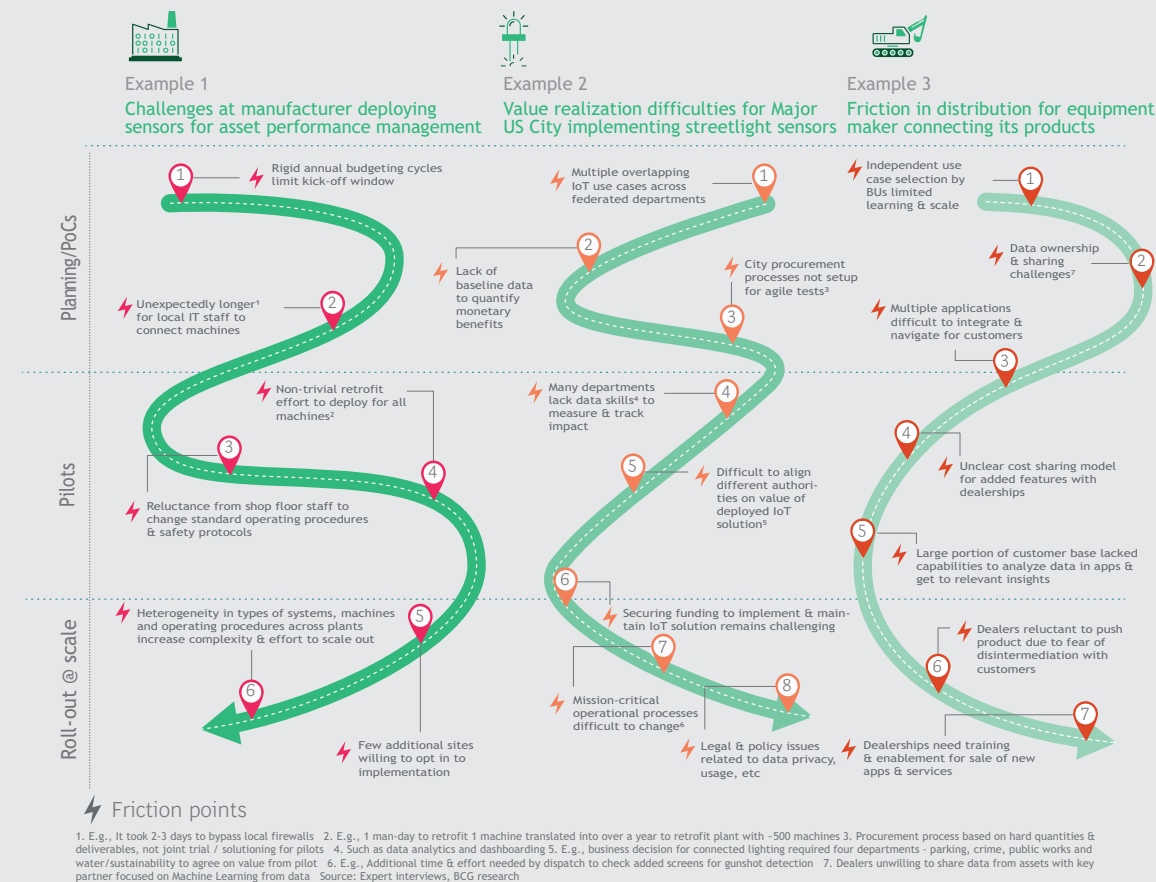 Example 1
Challenges at manufacturer deploying
sensors for asset performance management
Example 2
Value realization difficulties for Major
US City implementing streetlight sensors
Example 3
Friction in distribution for equipment
maker connecting its products
Planning/PoCs
Pilots
Roll-out @ scale
1
Rigid annual budgeting cycles
limit kick-off window
2
Unexpectedly longer¹
for local IT staff to
connect machines
3
Reluctance from shop floor staff to
change standard operating procedures
& safety protocols
4
Non-trivial retrofit
effort to deploy for all
machines²
5
Few additional sites
willing to opt in to
implementation
6
Heterogeneity in types of systems, machines
and operating procedures across plants
increase complexity & effort to scale out
1
Multiple overlapping
IoT use cases across
federated departments
2
Lack of
baseline data
to quantify
monetary
benefits
3
City procurement
processes not setup
for agile tests³
4
Many departments
lack data skills⁴ to
measure & track
impact
5
Difficult to align
different authori-
ties on value of
deployed IoT
solution⁵
6
Securing funding to implement & main-
tain IoT solution remains challenging
7
Mission-critical
operational processes
difficult to change⁶
8
Legal & policy issues
related to data privacy,
usage, etc
1
Independent use
case selection by
BUs limited
learning & scale
2
Data ownership
& sharing
challenges⁷
3
Multiple applications
difficult to integrate &
navigate for customers
4
Unclear cost sharing model
for added features with
dealerships
5
Large portion of customer base lacked
capabilities to analyze data in apps &
get to relevant insights
6
Dealers reluctant to push
product due to fear of
disintermediation with
customers
7
Dealerships need training
& enablement for sale of new
apps & services
Friction points
1. E.g., It took 2-3 days to bypass local firewalls 2. E.g., 1 man-day to retrofit 1 machine translated into over a year to retrofit plant with ~500 machines 3. Procurement process based on hard quantities &
deliverables, not joint trial / solutioning for pilots 4. Such as data analytics and dashboarding 5. E.g., business decision for connected lighting required four departments - parking, crime, public works and
water/sustainability to agree on value from pilot 6. E.g., Additional time & effort needed by dispatch to check added screens for gunshot detection 7. Dealers unwilling to share data from assets with key
partner focused on Machine Learning from data Source: Expert interviews, BCG research